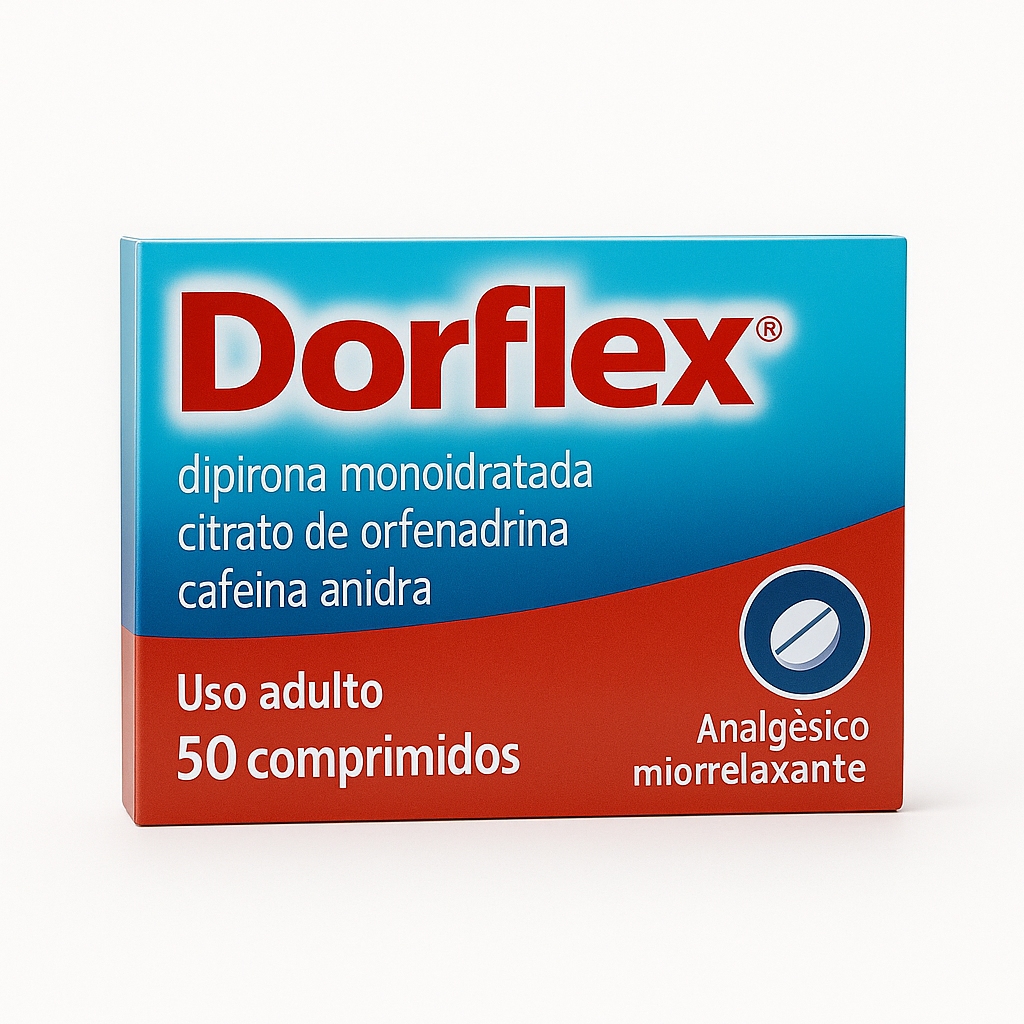 Dorflex®
dipirona monoidratada
citrato de orfenadrina
cafeina anidra
Uso adulto
50 comprimidos
Analgèsico
miorrelaxante